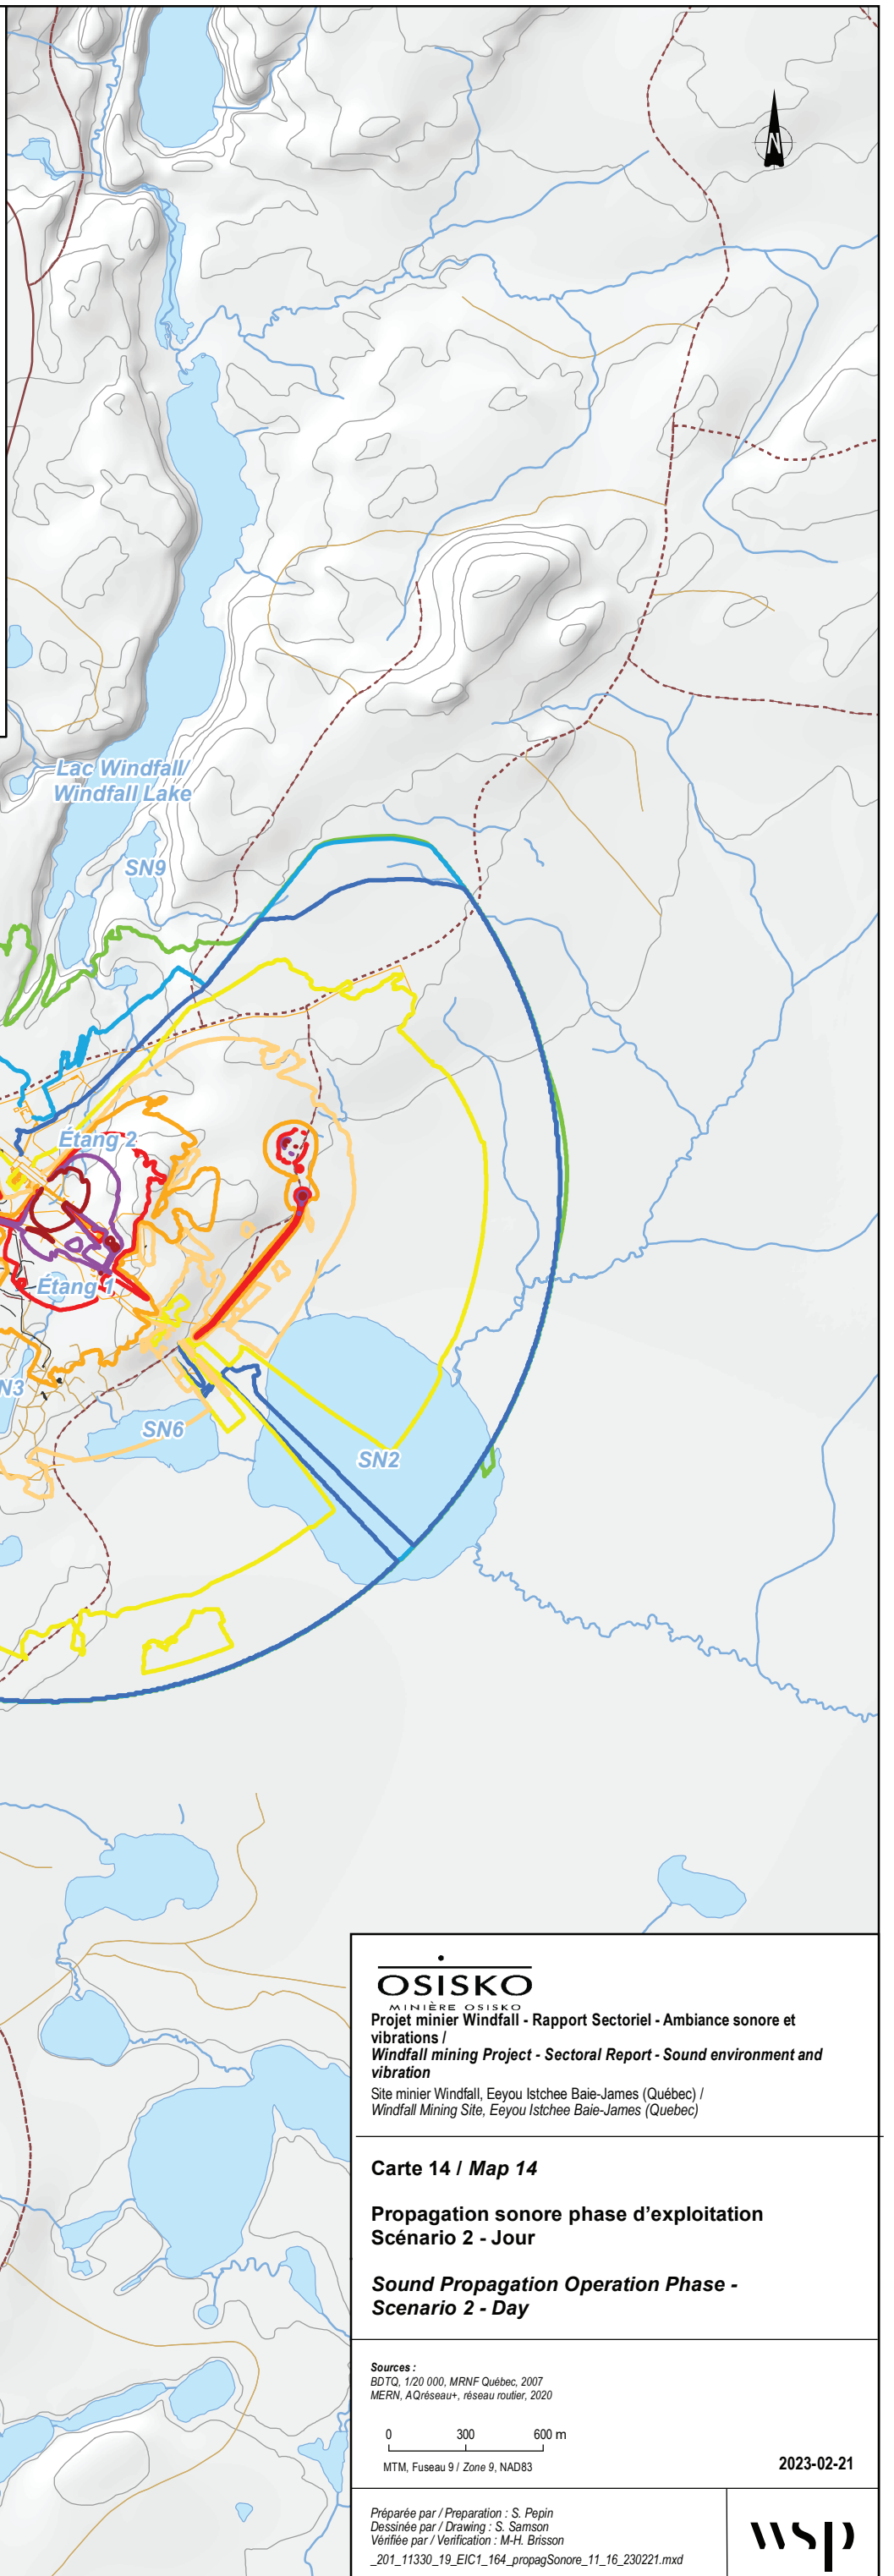 N
Lac Windfall/
Windfall Lake
SN9
Étang 2
Étang 1
N3
SN6
SN2
OSISKO
MINIÈRE OSISKO
Projet minier Windfall - Rapport Sectoriel - Ambiance sonore et
vibrations /
Windfall mining Project - Sectoral Report - Sound environment and
vibration
Site minier Windfall, Eeyou Istchee Baie-James (Québec) /
Windfall Mining Site, Eeyou Istchee Baie-James (Quebec)
Carte 14 / Map 14
Propagation sonore phase d'exploitation
Scénario 2 - Jour
Sound Propagation Operation Phase -
Scenario 2 - Day
Sources :
BDTQ, 1/20 000, MRNF Québec, 2007
MERN, AQréseau+, réseau routier, 2020
0 300 600 m
MTM, Fuseau 9 / Zone 9, NAD83
2023-02-21
Préparée par / Preparation : S. Pepin
Dessinée par / Drawing : S. Samson
Vérifiée par / Verification : M-H. Brisson
_201_11330_19_EIC1_164_propagSonore_11_16_230221.mxd
wsp